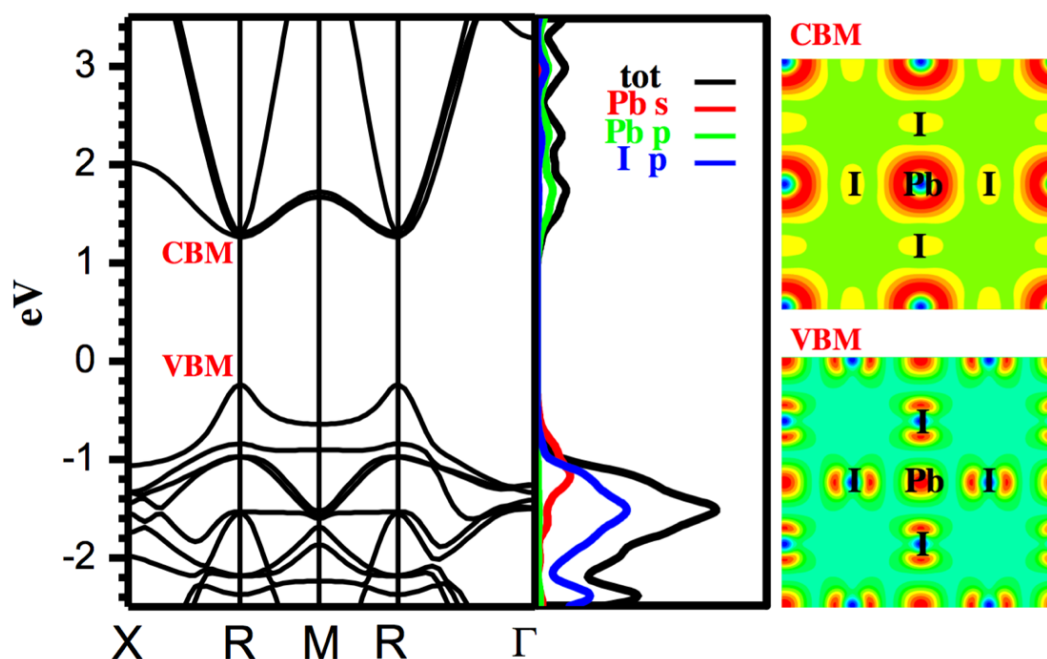 eV
3
2
1
0
-1
-2
CBM
VBM
X R M R Γ
tot
Pb s
Pb p
I p
CBM
I
I Pb I
I
VBM
I
I Pb I
I